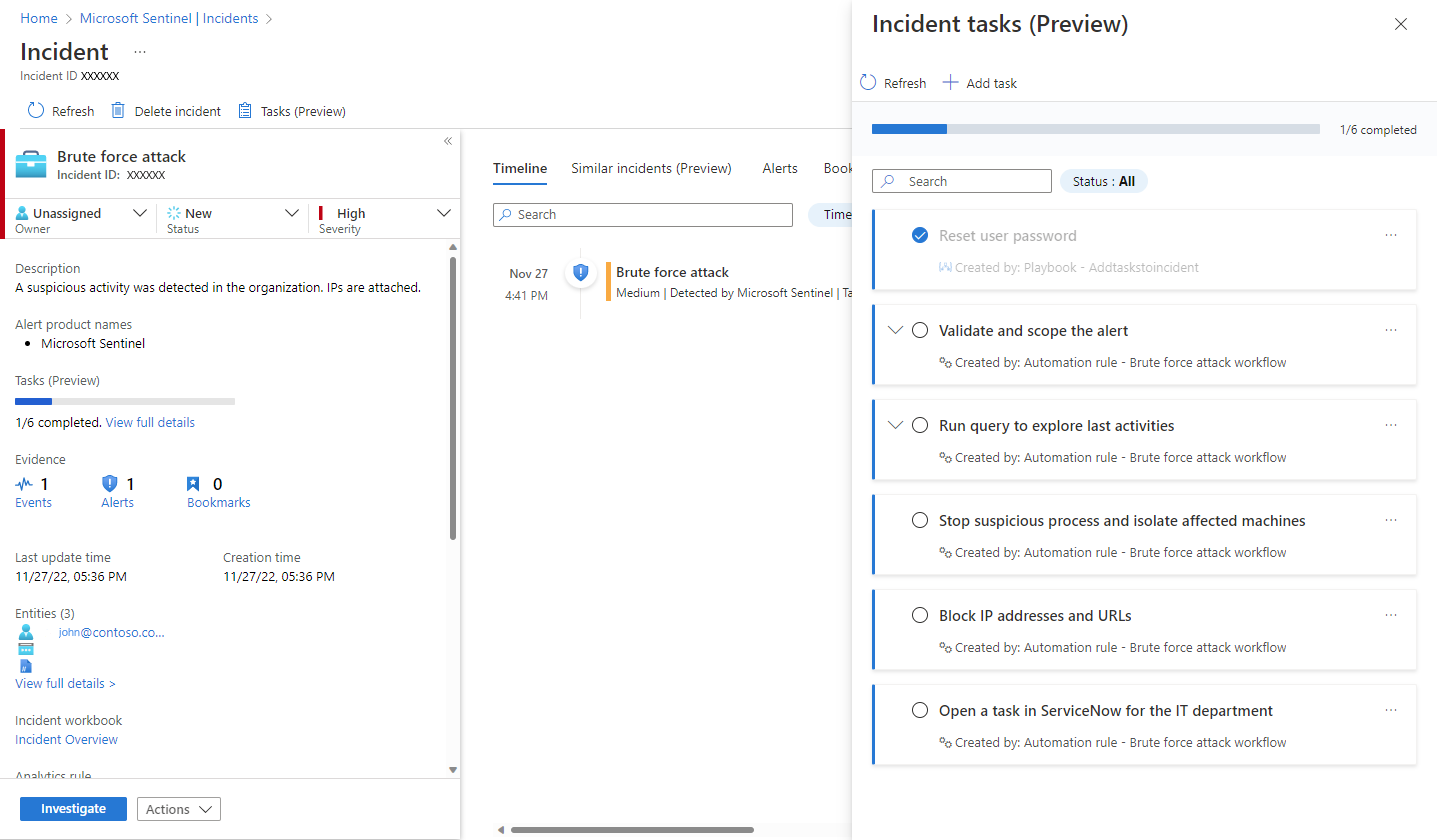 Home > Microsoft Sentinel | Incidents >
Incident ...
Incident ID XXXXXX
Refresh Delete incident Tasks (Preview)
«
Brute force attack
Incident ID: XXXXXX
Unassigned
Owner
New
Status
High
Severity
Description
A suspicious activity was detected in the organization. IPs are attached.
Alert product names
• Microsoft Sentinel
Tasks (Preview)
1/6 completed. View full details
Evidence
1
Events
1
Alerts
0
Bookmarks
Last update time
11/27/22, 05:36 PM
Creation time
11/27/22, 05:36 PM
Entities (3)
john@contoso.co...
View full details >
Incident workbook
Incident Overview
Analytics rule
Investigate Actions
Timeline Similar incidents (Preview) Alerts Book
Search Time
Nov 27
4:41 PM
Brute force attack
Medium | Detected by Microsoft Sentinel | Ta
Incident tasks (Preview)
Refresh Add task
1/6 completed
Search Status : All
Reset user password ...
Created by: Playbook - Addtaskstoincident
Validate and scope the alert ...
Created by: Automation rule - Brute force attack workflow
Run query to explore last activities ...
Created by: Automation rule - Brute force attack workflow
Stop suspicious process and isolate affected machines ...
Created by: Automation rule - Brute force attack workflow
Block IP addresses and URLs ...
Created by: Automation rule - Brute force attack workflow
Open a task in ServiceNow for the IT department ...
Created by: Automation rule - Brute force attack workflow